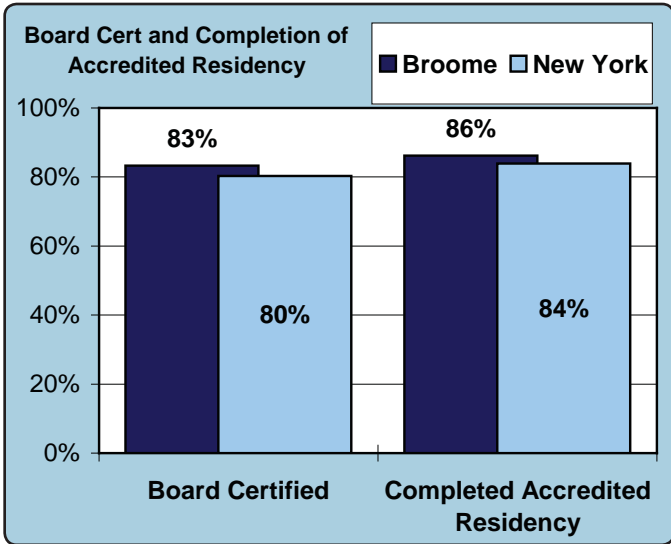 Board Cert and Completion of
Accredited Residency
Broome New York
100%
80%
60%
40%
20%
0%
83%
80%
86%
84%
Board Certified
Completed Accredited
Residency